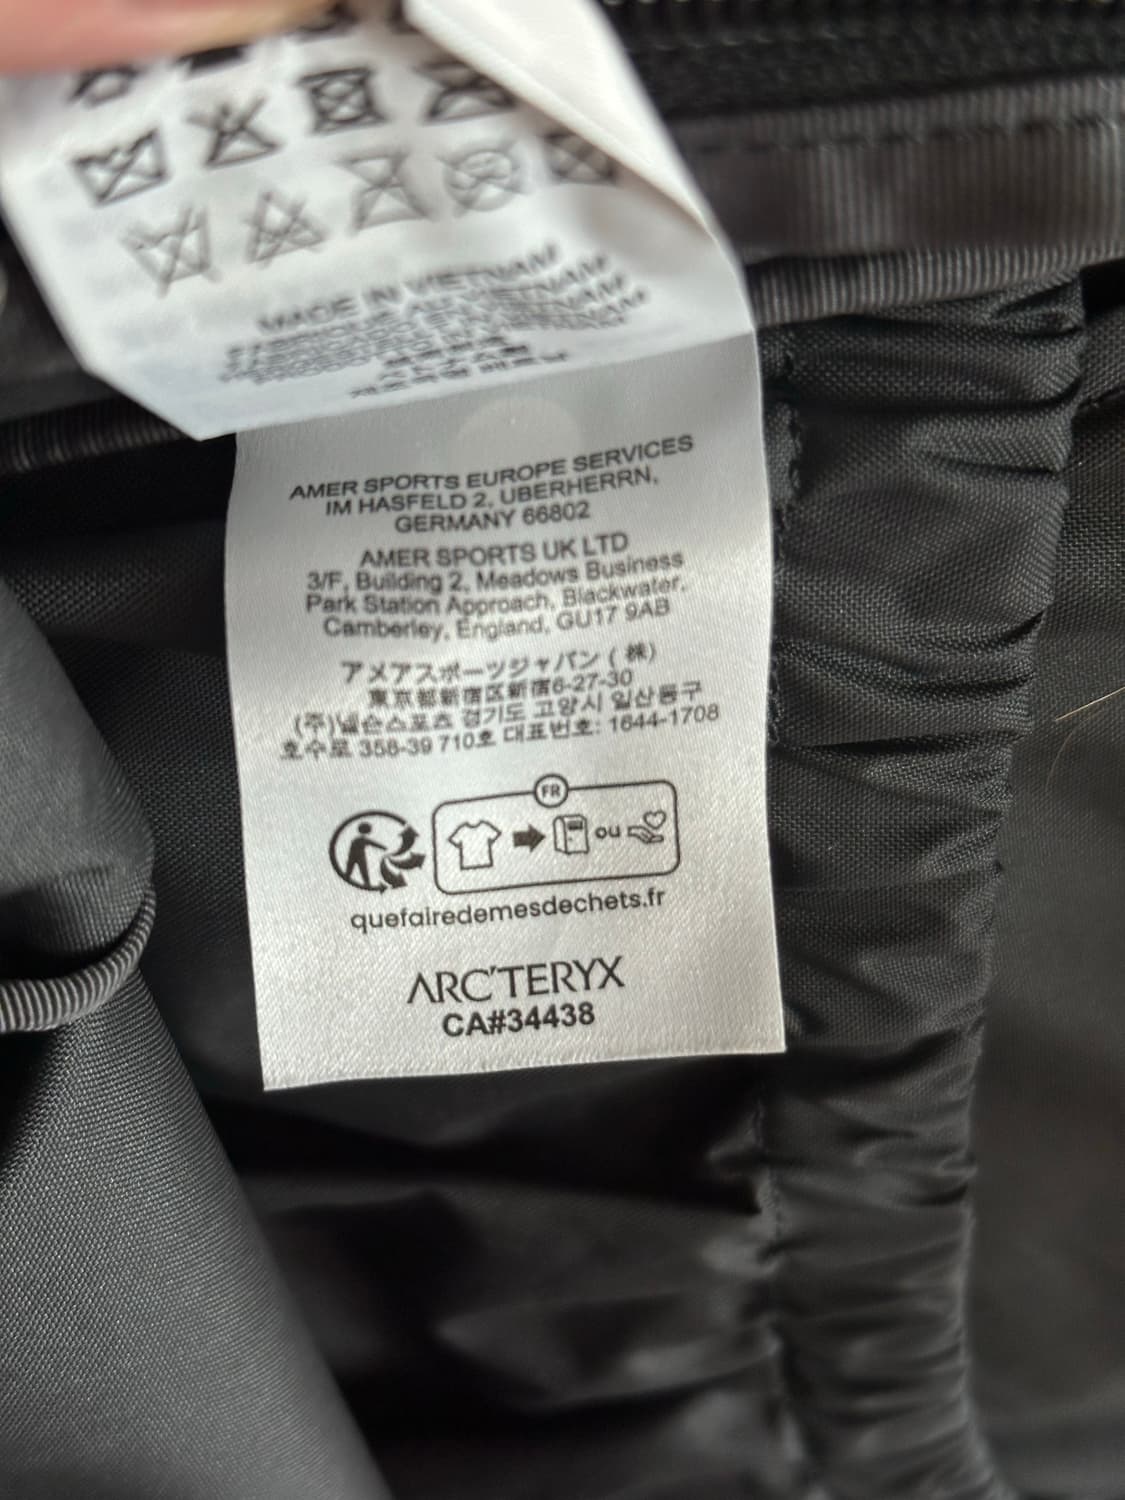 MADE IN VIETNAM
AMER SPORTS EUROPE SERVICES
IM HASFELD 2, UBERHERRN,
GERMANY 66802
AMER SPORTS UK LTD
3/F, Building 2, Meadows Business
Park Station Approach, Blackwater,
Camberley, England, GU17 9AB
アメアスポーツジャパン (株)
東京都新宿区新宿6-27-30
(주)넬슨스포츠 경기도 고양시 일산동구
호수로 358-39 710호 대표번호: 1644-1708
FR
ou
quefairedemesdechets.fr
ARC'TERYX
CA#34438